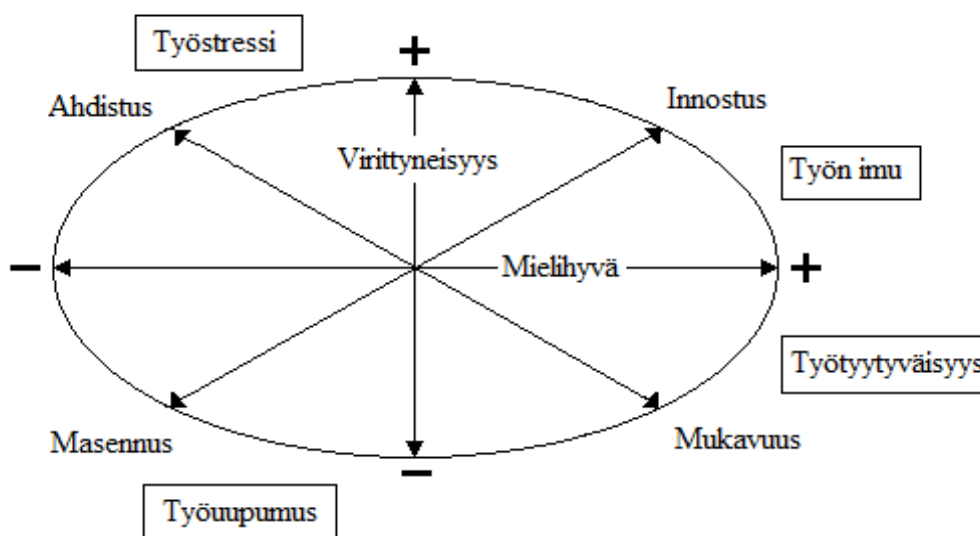 Työstressi
+
Ahdistus
Innostus
Virittyneisyys
Työn imu
− Mielihyvä +
Työtyytyväisyys
Masennus
Mukavuus
−
Työuupumus